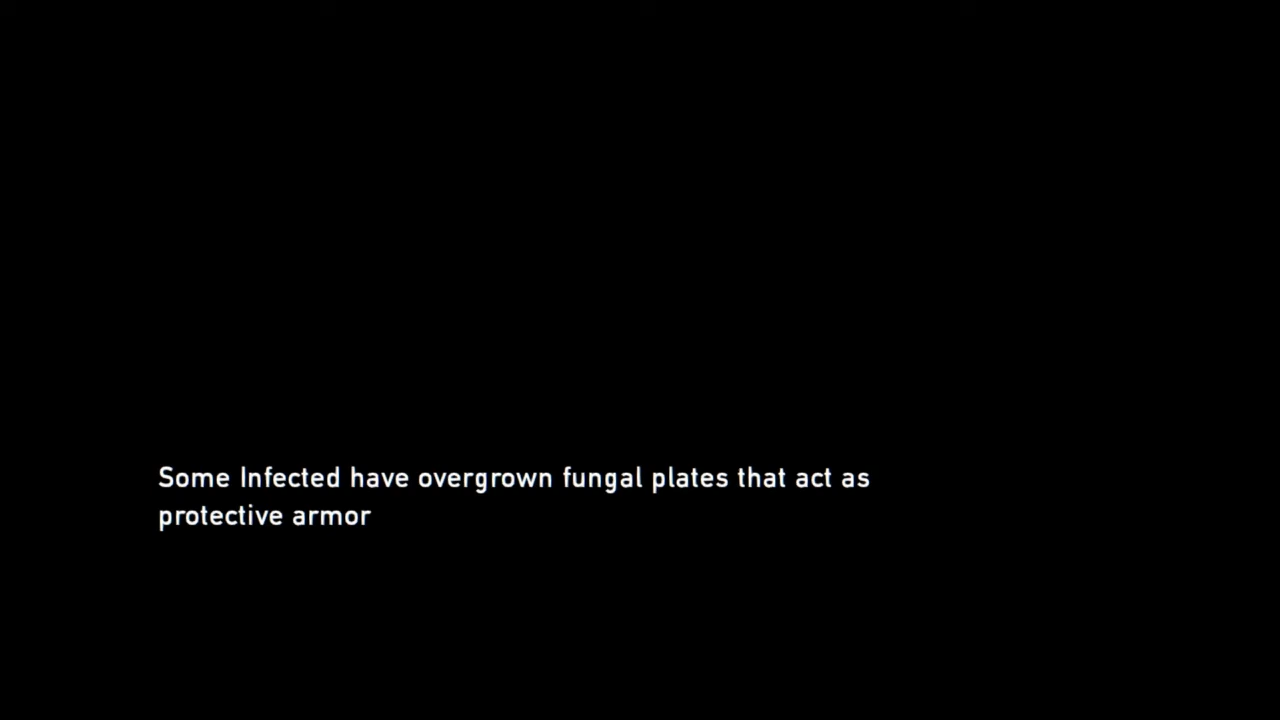 Some Infected have overgrown fungal plates that act as
protective armor